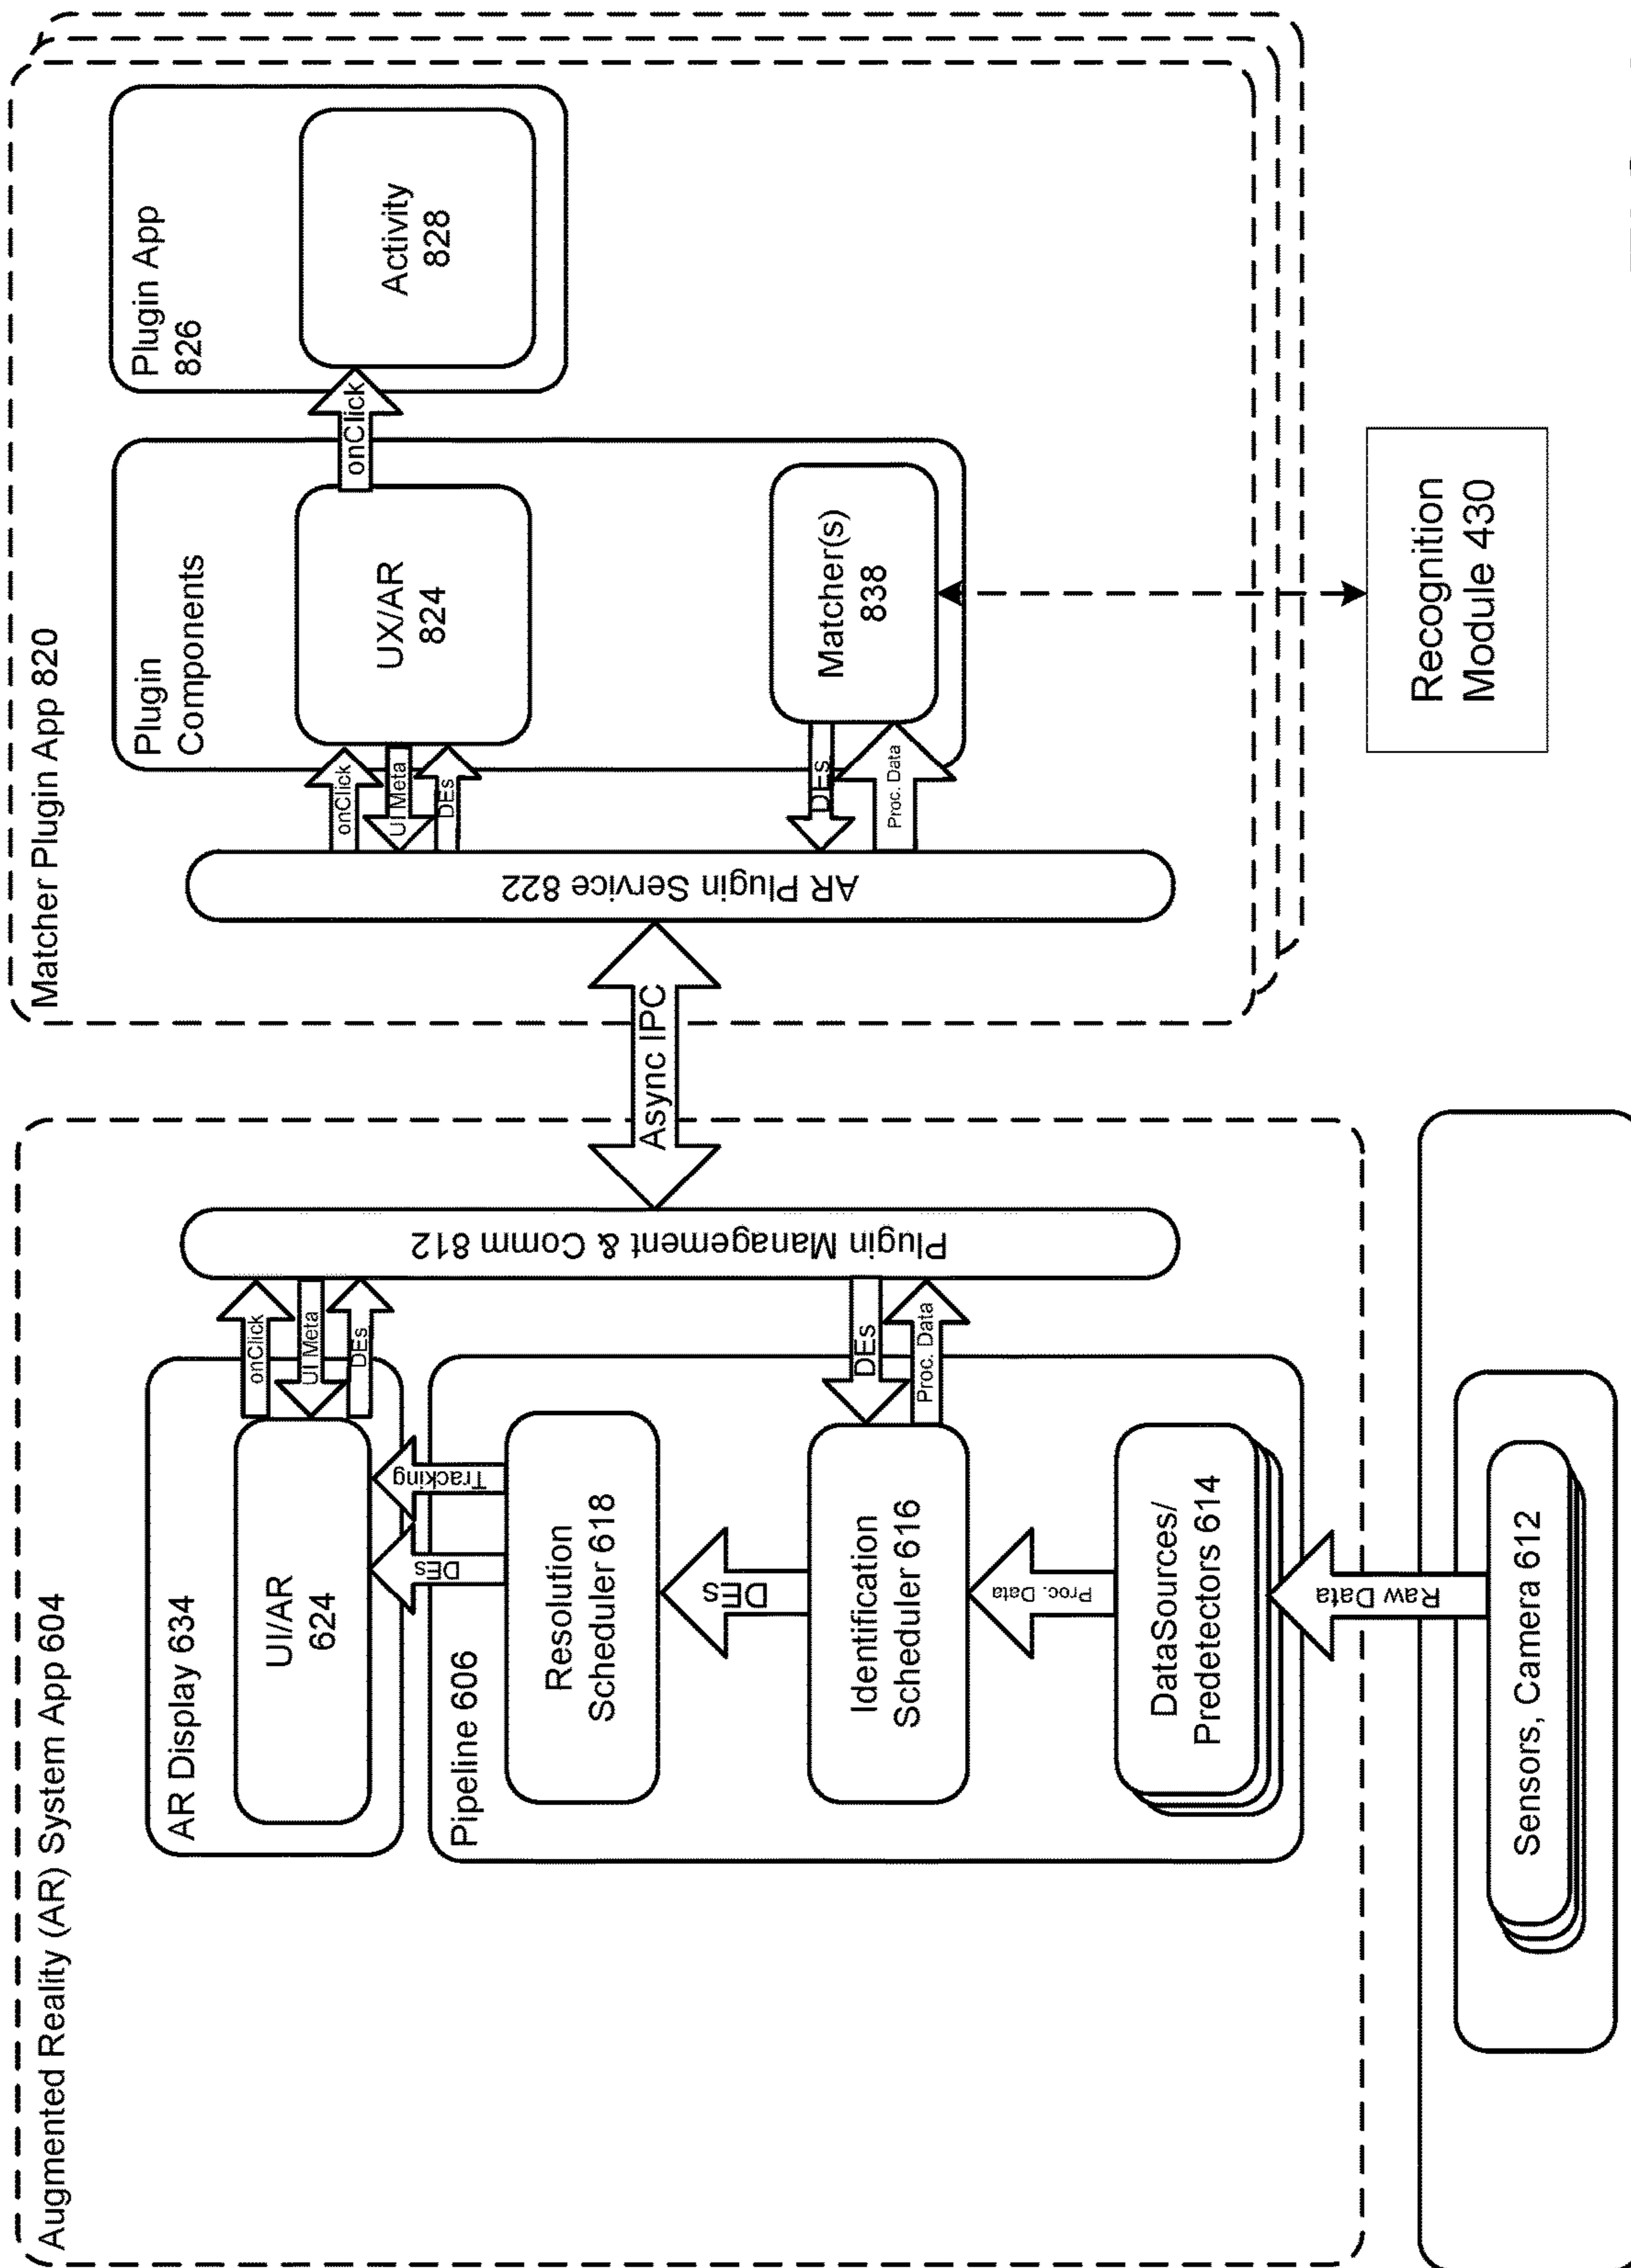 Augmented Reality (AR) System App 604
AR Display 634
UI/AR
624
onClick
UI Meta
DEs
DEs
Tracking
Pipeline 606
Resolution
Scheduler 618
DEs
Identification
Scheduler 616
DEs
Proc. Data
Proc. Data
DataSources/
Predetectors 614
Raw Data
Sensors, Camera 612
Plugin Management & Comm 812
Async IPC
Matcher Plugin App 820
AR Plugin Service 822
onClick
UI Meta
DEs
DEs
Proc. Data
Plugin
Components
UX/AR
824
Matcher(s)
838
onClick
Plugin App
826
Activity
828
Recognition
Module 430